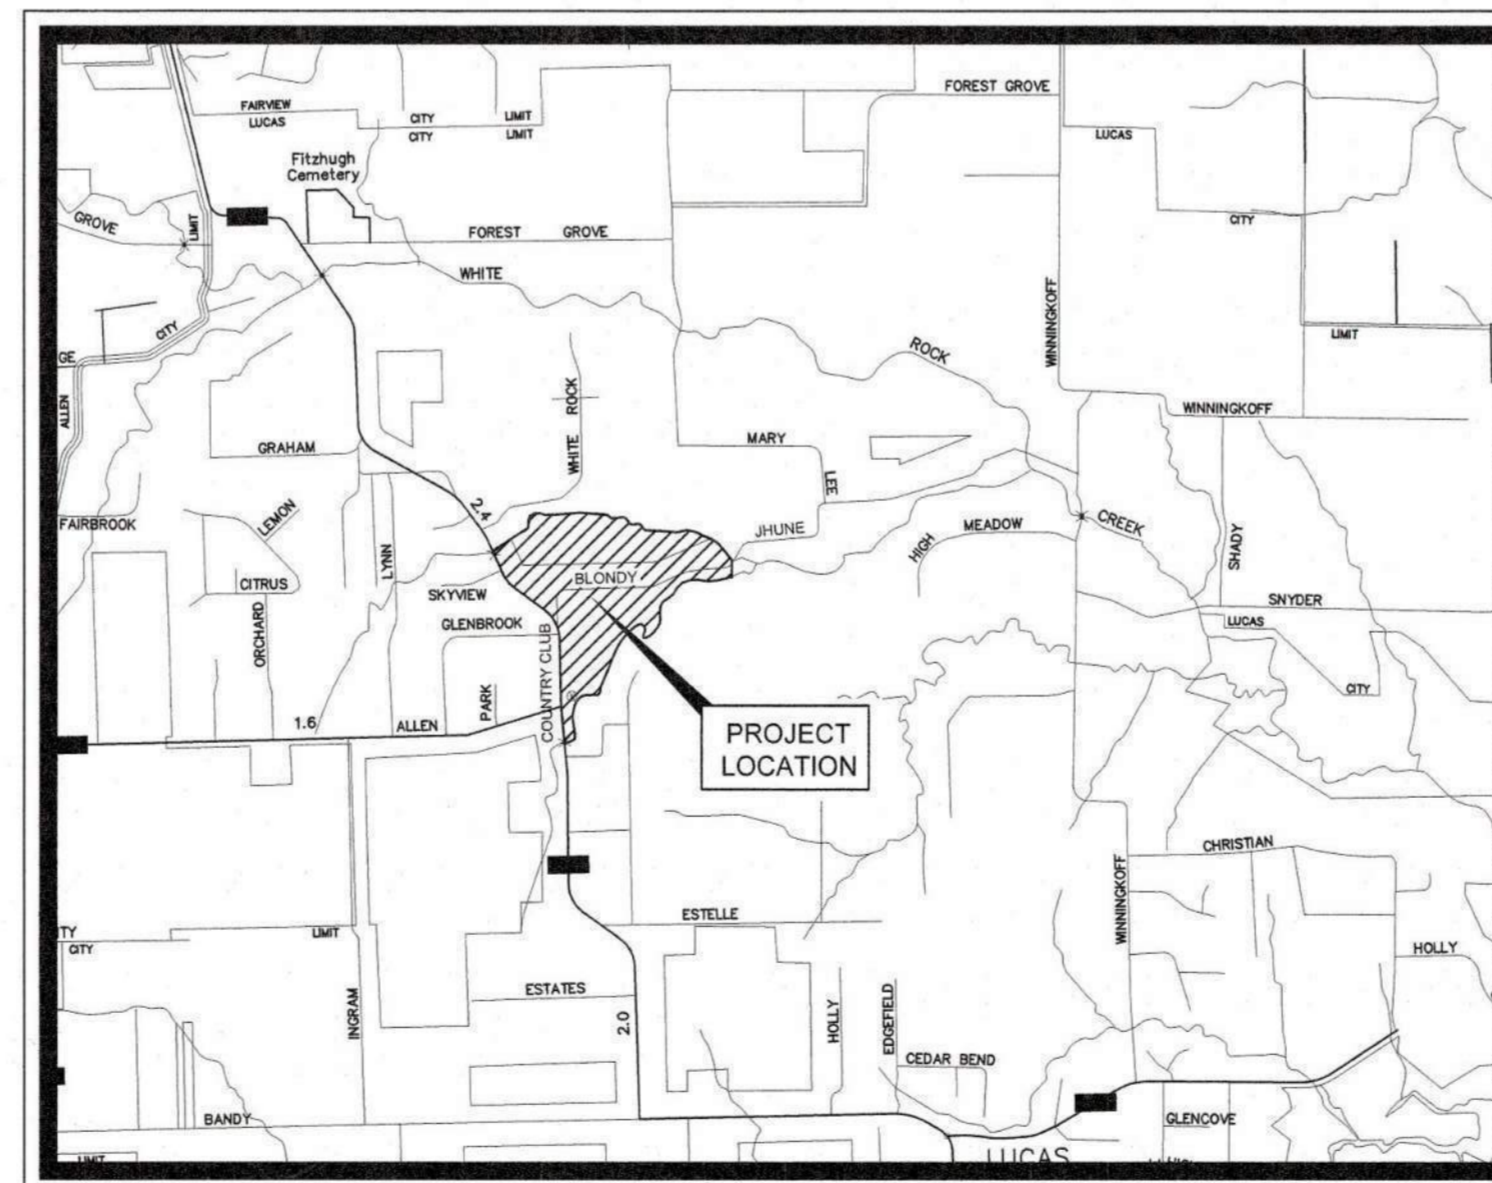 FOREST GROVE
FAIRVIEW
LUCAS
CITY LIMIT
CITY LIMIT
LUCAS
Fitzhugh
Cemetery
GROVE
LIMIT
FOREST GROVE
CITY
WHITE
WINNINGKOFF
CITY
LIMIT
GE
ROCK
ALLEN
WHITE ROCK
WINNINGKOFF
GRAHAM
MARY
LEE
2.4
FAIRBROOK
LEMON
JHUNE
HIGH
MEADOW
CREEK
SHADY
LYNN
BLONDY
CITRUS
SKYVIEW
SNYDER
ORCHARD
GLENBROOK
LUCAS
COUNTRY CLUB
CITY
PARK
1.6
ALLEN
PROJECT
LOCATION
CHRISTIAN
WINNINGKOFF
ESTELLE
TY
CITY
LIMIT
HOLLY
INGRAM
ESTATES
2.0
HOLLY
EDGEFIELD
CEDAR BEND
BANDY
GLENCOVE
LIMIT
LUCAS